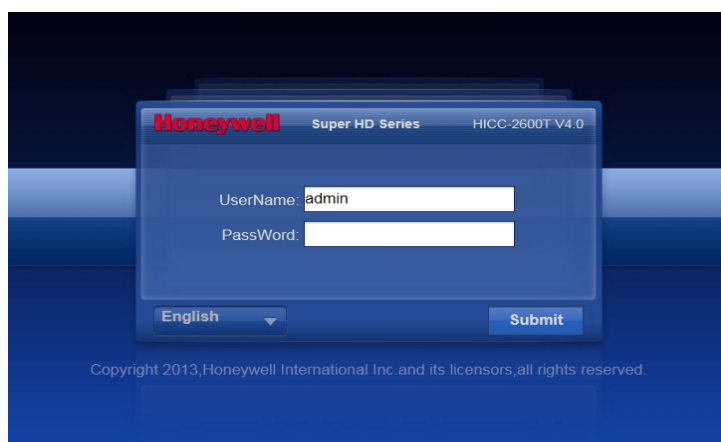 Honeywell Super HD Series HICC-2600T V4.0
UserName: admin
PassWord:
English Submit
Copyright 2013,Honeywell International Inc.and its licensors,all rights reserved.